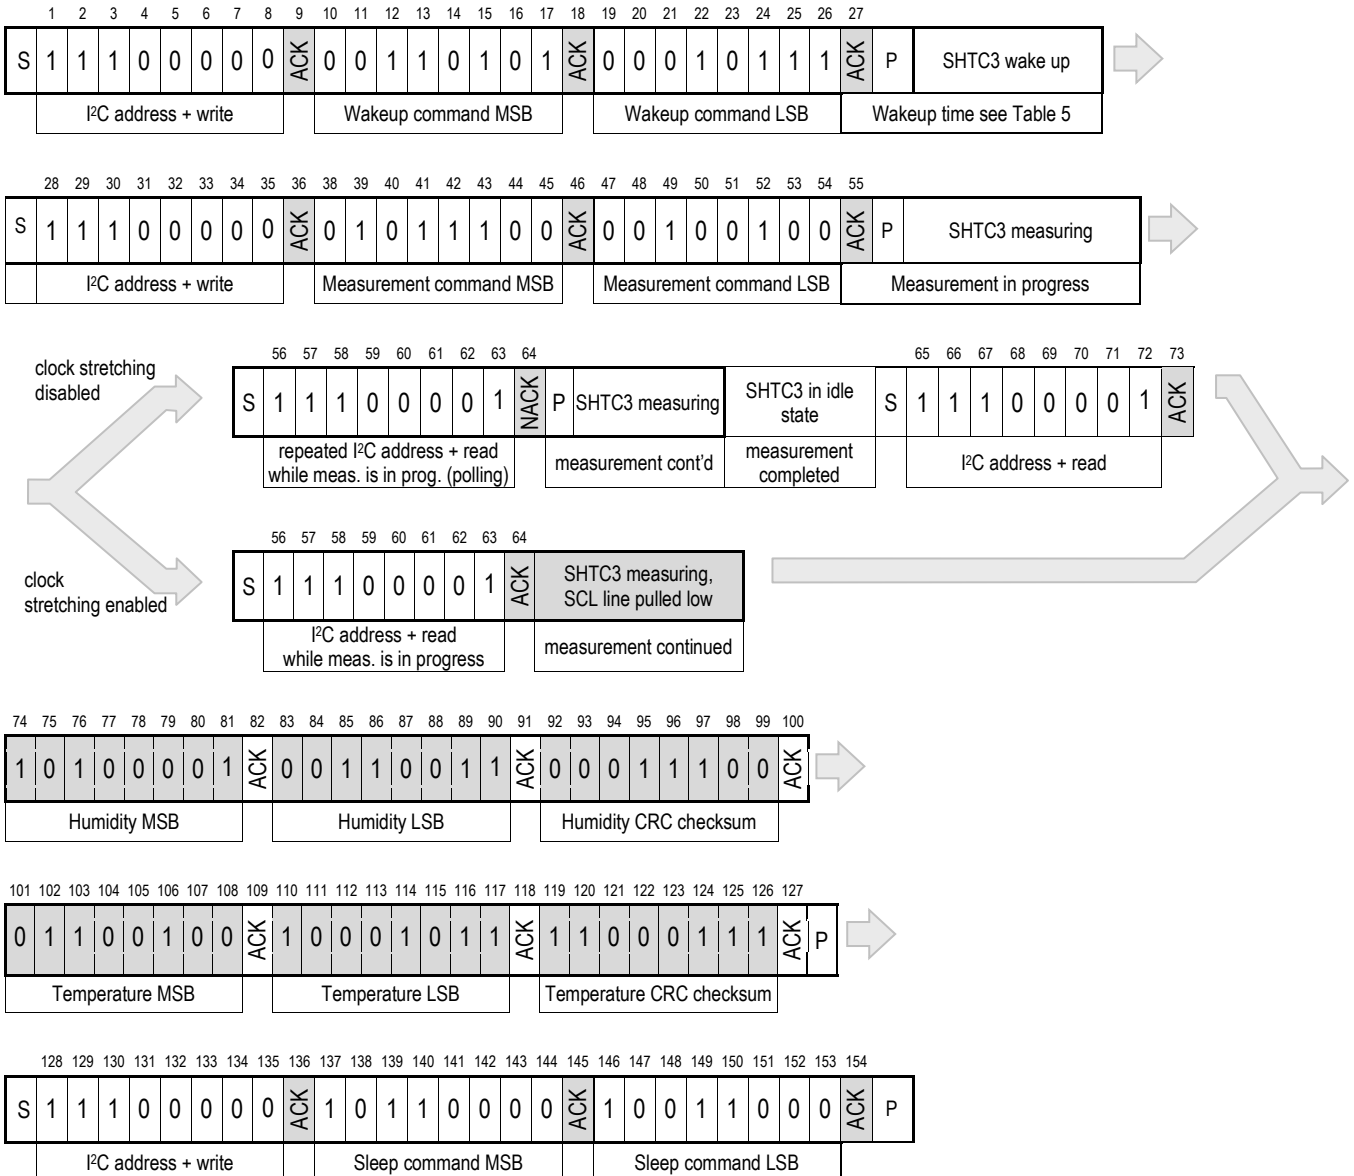 1 2 3 4 5 6 7 8 9 10 11 12 13 14 15 16 17 18 19 20 21 22 23 24 25 26 27
S 1 1 1 0 0 0 0 0 ACK 0 0 1 1 0 1 0 1 ACK 0 0 0 1 0 1 1 1 ACK P SHTC3 wake up
I²C address + write Wakeup command MSB Wakeup command LSB Wakeup time see Table 5
28 29 30 31 32 33 34 35 36 38 39 40 41 42 43 44 45 46 47 48 49 50 51 52 53 54 55
S 1 1 1 0 0 0 0 0 ACK 0 1 0 1 1 1 0 0 ACK 0 0 1 0 0 1 0 0 ACK P SHTC3 measuring
I²C address + write Measurement command MSB Measurement command LSB Measurement in progress
clock stretching
disabled
56 57 58 59 60 61 62 63 64 65 66 67 68 69 70 71 72 73
S 1 1 1 0 0 0 0 1 NACK P SHTC3 measuring SHTC3 in idle
state S 1 1 1 0 0 0 0 1 ACK
repeated I²C address + read
while meas. is in prog. (polling)
measurement cont'd
measurement
completed
I²C address + read
clock
stretching enabled
56 57 58 59 60 61 62 63 64
S 1 1 1 0 0 0 0 1 ACK SHTC3 measuring,
SCL line pulled low
I²C address + read
while meas. is in progress
measurement continued
74 75 76 77 78 79 80 81 82 83 84 85 86 87 88 89 90 91 92 93 94 95 96 97 98 99 100
1 0 1 0 0 0 0 1 ACK 0 0 1 1 0 0 1 1 ACK 0 0 0 1 1 1 0 0 ACK
Humidity MSB Humidity LSB Humidity CRC checksum
101 102 103 104 105 106 107 108 109 110 111 112 113 114 115 116 117 118 119 120 121 122 123 124 125 126 127
0 1 1 0 0 1 0 0 ACK 1 0 0 0 1 0 1 1 ACK 1 1 0 0 0 1 1 1 ACK P
Temperature MSB Temperature LSB Temperature CRC checksum
128 129 130 131 132 133 134 135 136 137 138 139 140 141 142 143 144 145 146 147 148 149 150 151 152 153 154
S 1 1 1 0 0 0 0 0 ACK 1 0 1 1 0 0 0 0 ACK 1 0 0 1 1 0 0 0 ACK P
I²C address + write Sleep command MSB Sleep command LSB